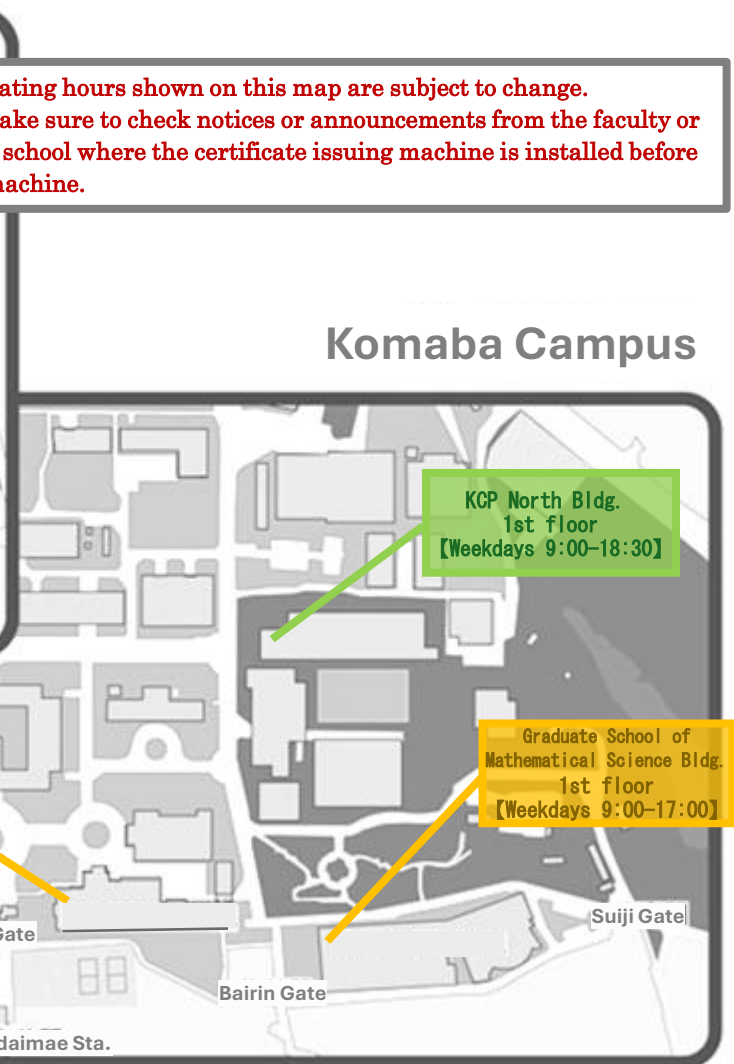 ating hours shown on this map are subject to change.
ake sure to check notices or announcements from the faculty or
school where the certificate issuing machine is installed before
machine.
Komaba Campus
KCP North Bldg.
1st floor
【Weekdays 9:00-18:30】
Graduate School of
Mathematical Science Bldg.
1st floor
【Weekdays 9:00-17:00】
Suiji Gate
Gate
Bairin Gate
daimae Sta.